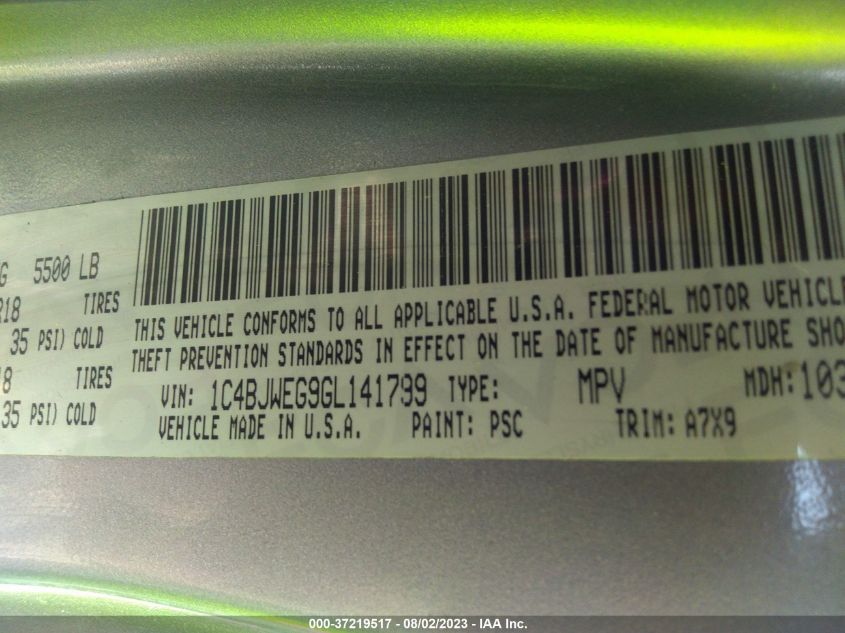 G 5500 LB
R18 TIRES
35 PSI) COLD
18 TIRES
35 PSI) COLD
THIS VEHICLE CONFORMS TO ALL APPLICABLE U.S.A. FEDERAL MOTOR VEHICLE
THEFT PREVENTION STANDARDS IN EFFECT ON THE DATE OF MANUFACTURE SHO
VIN: 1C4BJWEG9GL141799 TYPE: MPV MDH: 103
VEHICLE MADE IN U.S.A. PAINT: PSC TRIM: A7X9
000-37219517 - 08/02/2023 - IAA Inc.